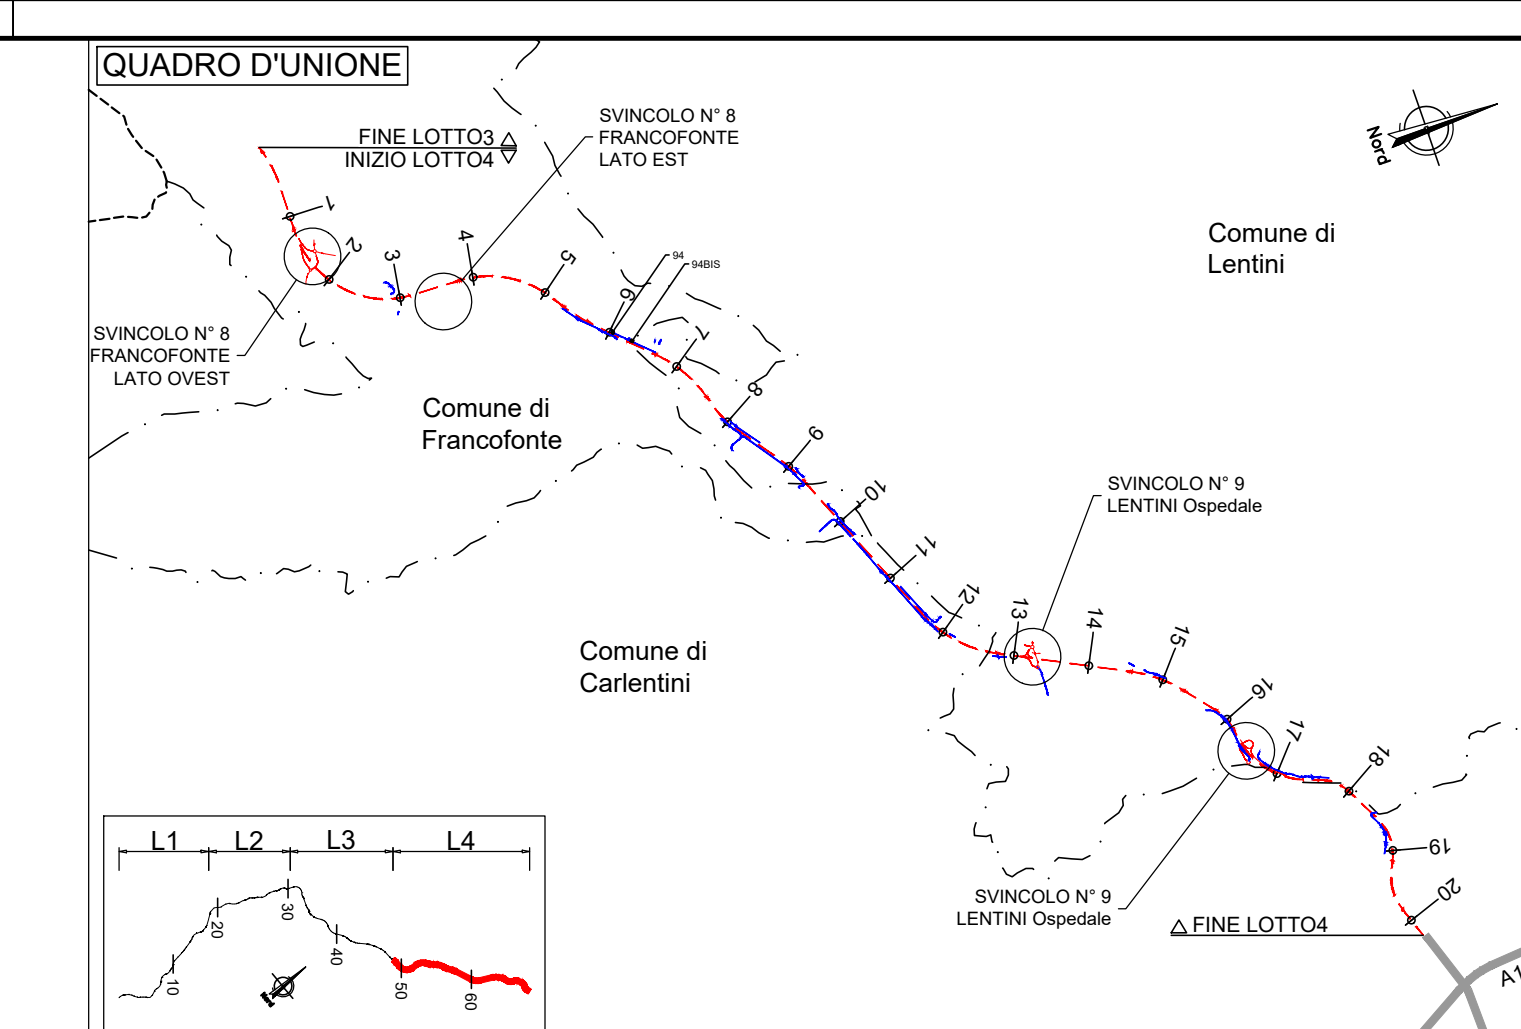 QUADRO D'UNIONE
FINE LOTTO3
INIZIO LOTTO4
SVINCOLO N° 8
FRANCOFONTE
LATO EST
Nord
Comune di
Lentini
SVINCOLO N° 8
FRANCOFONTE
LATO OVEST
1
2
3
4
5
6
94
94BIS
7
8
9
10
11
12
13
14
15
16
17
18
19
20
Comune di
Francofonte
SVINCOLO N° 9
LENTINI Ospedale
Comune di
Carlentini
SVINCOLO N° 9
LENTINI Ospedale
FINE LOTTO4
L1
L2
L3
L4
10
20
30
40
50
60